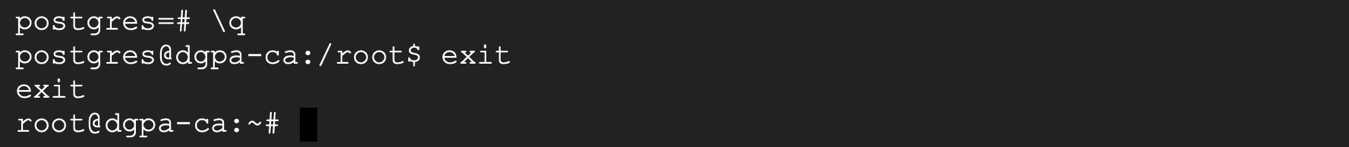 postgres=# \q
postgres@dgpa-ca:/root$ exit
exit
root@dgpa-ca:~#